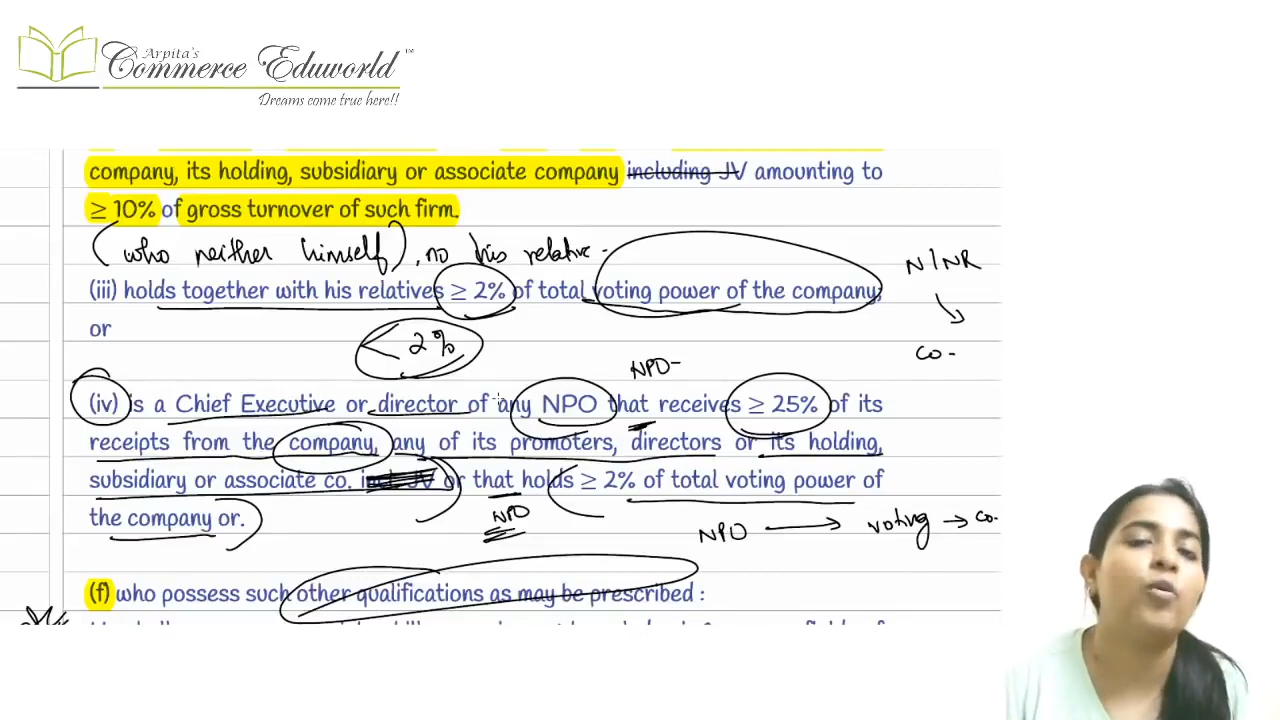 Arpita's
Commerce Eduworld™
Dreams come true here!!
company, its holding, subsidiary or associate company including JV amounting to
≥ 10% of gross turnover of such firm.
(who neither himself), no his relative -
N/NR
(iii) holds together with his relatives ≥ 2% of total voting power of the company;
or
< 2%
co-
NPO-
(iv) is a Chief Executive or director of any NPO that receives ≥ 25% of its
receipts from the company, any of its promoters, directors or its holding,
subsidiary or associate co. incl. JV or that holds ≥ 2% of total voting power of
NPO
the company or.
NPO → voting → co-
(f) who possess such other qualifications as may be prescribed :